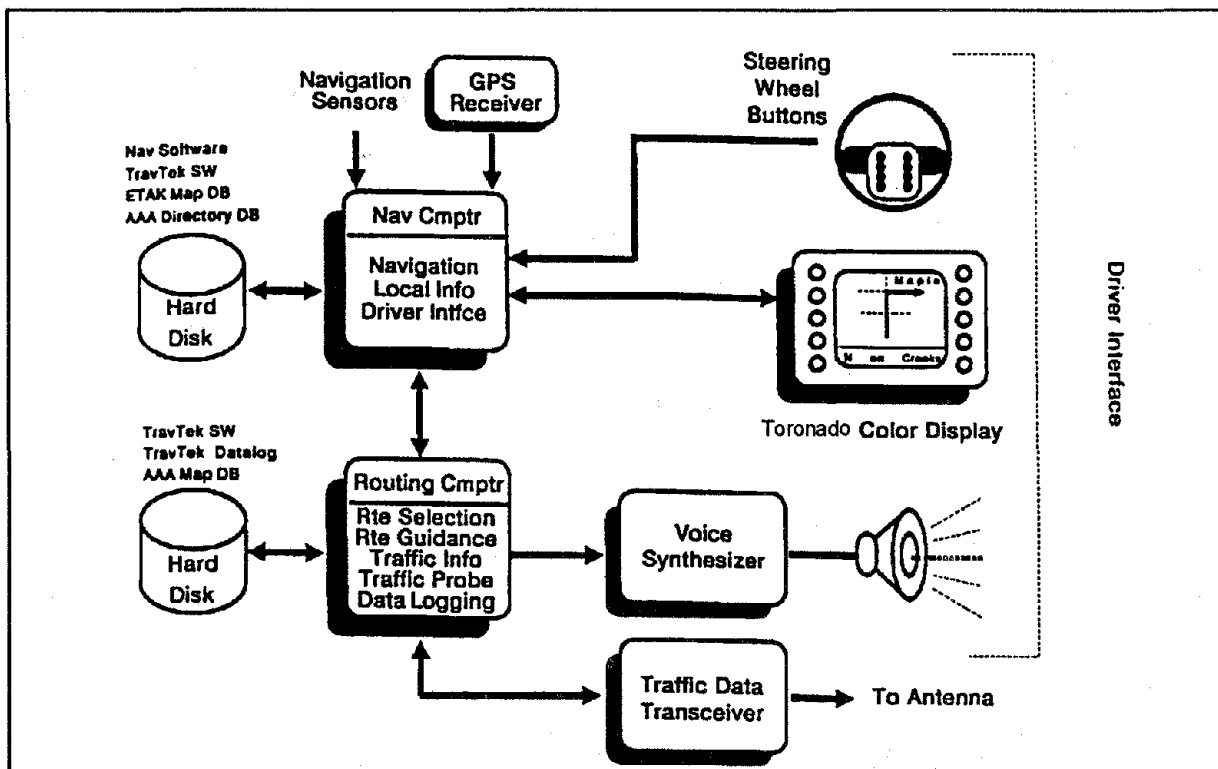 Navigation
Sensors
GPS
Receiver
Steering
Wheel
Buttons
Nav Software
TravTek SW
ETAK Map DB
AAA Directory DB
Hard
Disk
Nav Cmptr
Navigation
Local Info
Driver Intfce
Maple
N
Toronado Color Display
Driver Interface
TravTek SW
TravTek Datalog
AAA Map DB
Hard
Disk
Routing Cmptr
Rte Selection
Rte Guidance
Traffic Info
Traffic Probe
Data Logging
Voice
Synthesizer
Traffic Data
Transceiver
To Antenna